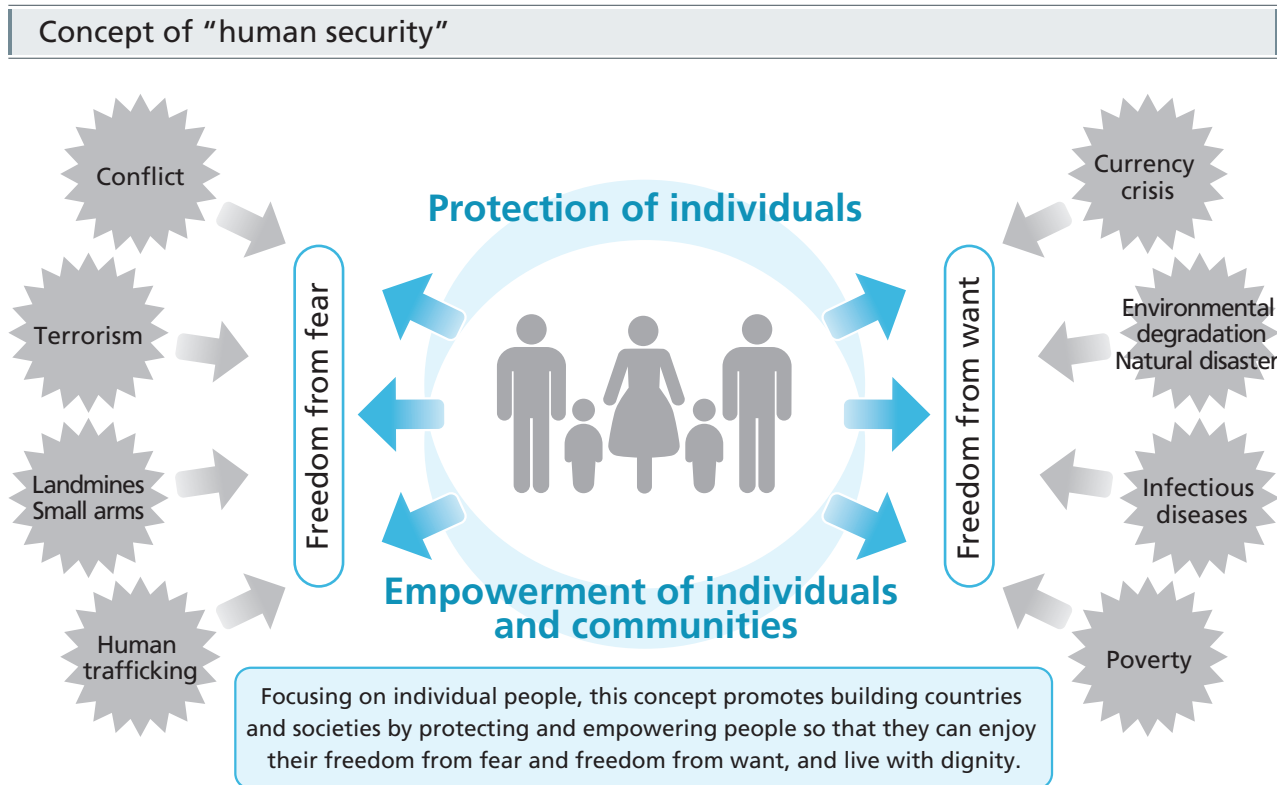 Concept of “human security”
Conflict
Terrorism
Landmines
Small arms
Human
trafficking
Freedom from fear
Protection of individuals
Empowerment of individuals
and communities
Freedom from want
Currency
crisis
Environmental
degradation
Natural disaster
Infectious
diseases
Poverty
Focusing on individual people, this concept promotes building countries
and societies by protecting and empowering people so that they can enjoy
their freedom from fear and freedom from want, and live with dignity.